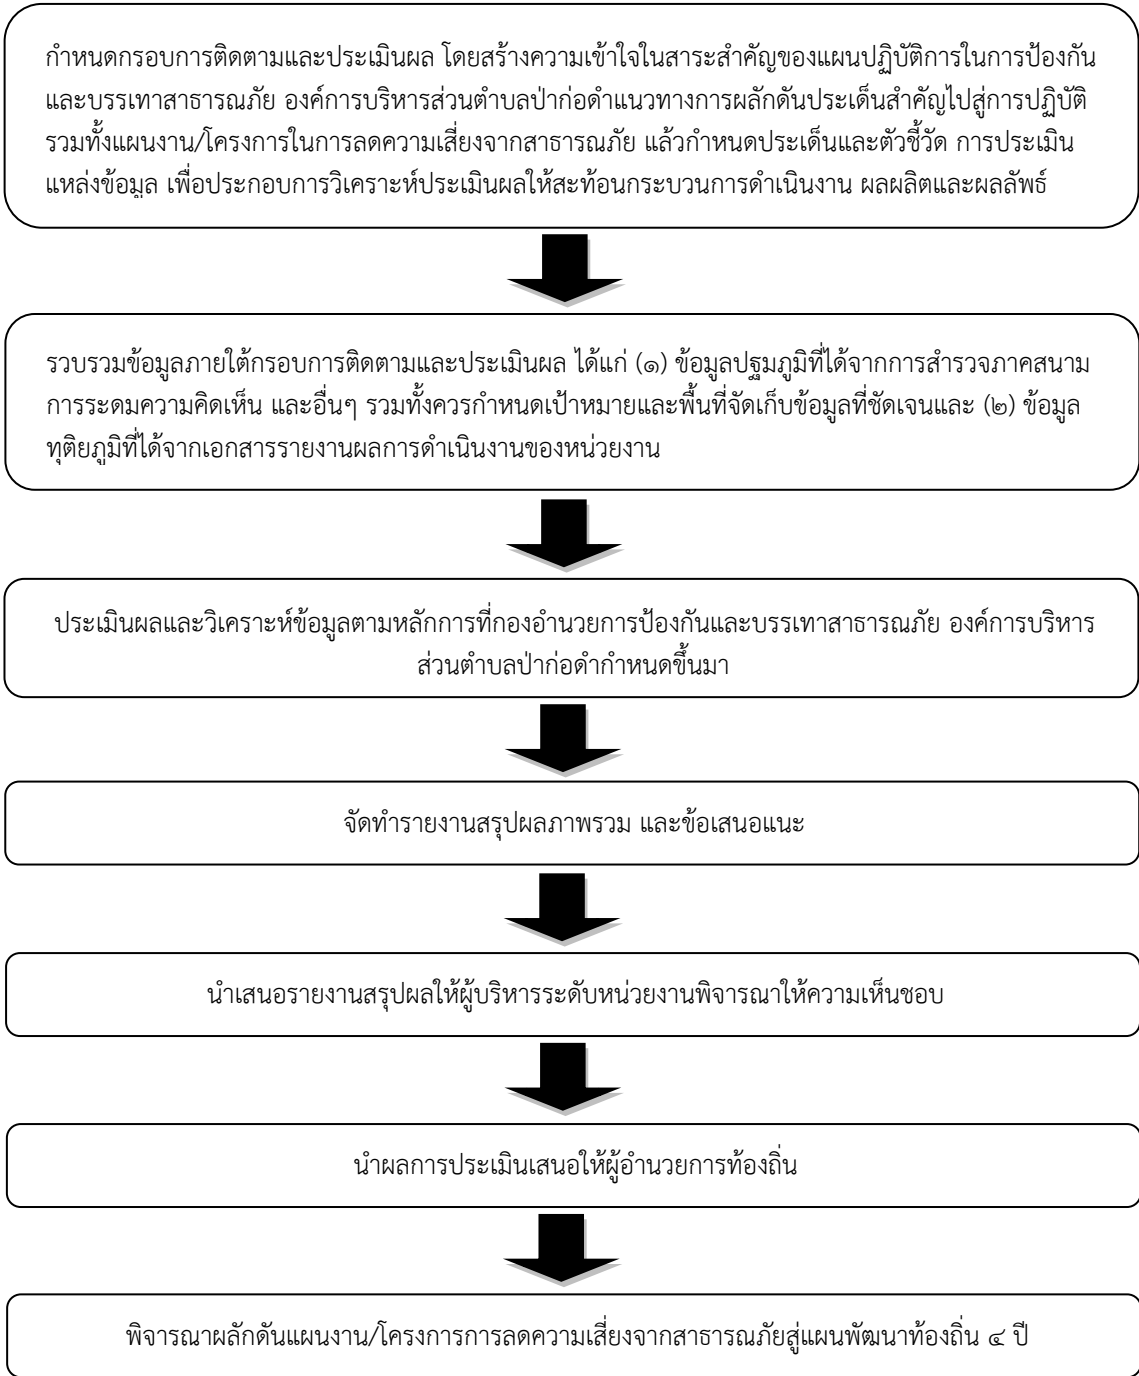 กำหนดกรอบการติดตามและประเมินผล โดยสร้างความเข้าใจในสาระสำคัญของแผนปฏิบัติการในการป้องกัน
และบรรเทาสาธารณภัย องค์การบริหารส่วนตำบลป่าก่อดำแนวทางการผลักดันประเด็นสำคัญไปสู่การปฏิบัติ
รวมทั้งแผนงาน/โครงการในการลดความเสี่ยงจากสาธารณภัย แล้วกำหนดประเด็นและตัวชี้วัด การประเมิน
แหล่งข้อมูล เพื่อประกอบการวิเคราะห์ประเมินผลให้สะท้อนกระบวนการดำเนินงาน ผลผลิตและผลลัพธ์
รวบรวมข้อมูลภายใต้กรอบการติดตามและประเมินผล ได้แก่ (๑) ข้อมูลปฐมภูมิที่ได้จากการสำรวจภาคสนาม
การระดมความคิดเห็น และอื่นๆ รวมทั้งควรกำหนดเป้าหมายและพื้นที่จัดเก็บข้อมูลที่ชัดเจนและ (๒) ข้อมูล
ทุติยภูมิที่ได้จากเอกสารรายงานผลการดำเนินงานของหน่วยงาน
ประเมินผลและวิเคราะห์ข้อมูลตามหลักการที่กองอำนวยการป้องกันและบรรเทาสาธารณภัย องค์การบริหาร
ส่วนตำบลป่าก่อดำกำหนดขึ้นมา
จัดทำรายงานสรุปผลภาพรวม และข้อเสนอแนะ
นำเสนอรายงานสรุปผลให้ผู้บริหารระดับหน่วยงานพิจารณาให้ความเห็นชอบ
นำผลการประเมินเสนอให้ผู้อำนวยการท้องถิ่น
พิจารณาผลักดันแผนงาน/โครงการการลดความเสี่ยงจากสาธารณภัยสู่แผนพัฒนาท้องถิ่น ๔ ปี